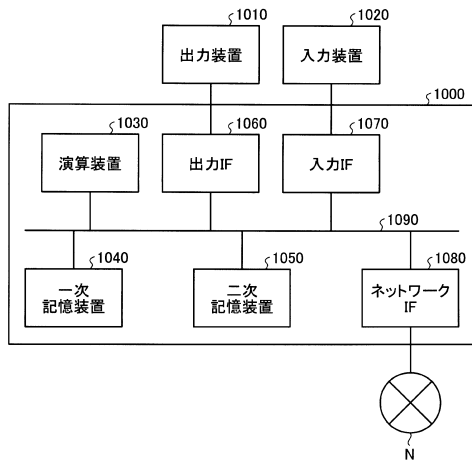 1010
出力装置
1020
入力装置
1000
1030
演算装置
1060
出力IF
1070
入力IF
1090
1040
一次
記憶装置
1050
二次
記憶装置
1080
ネットワーク
IF
N